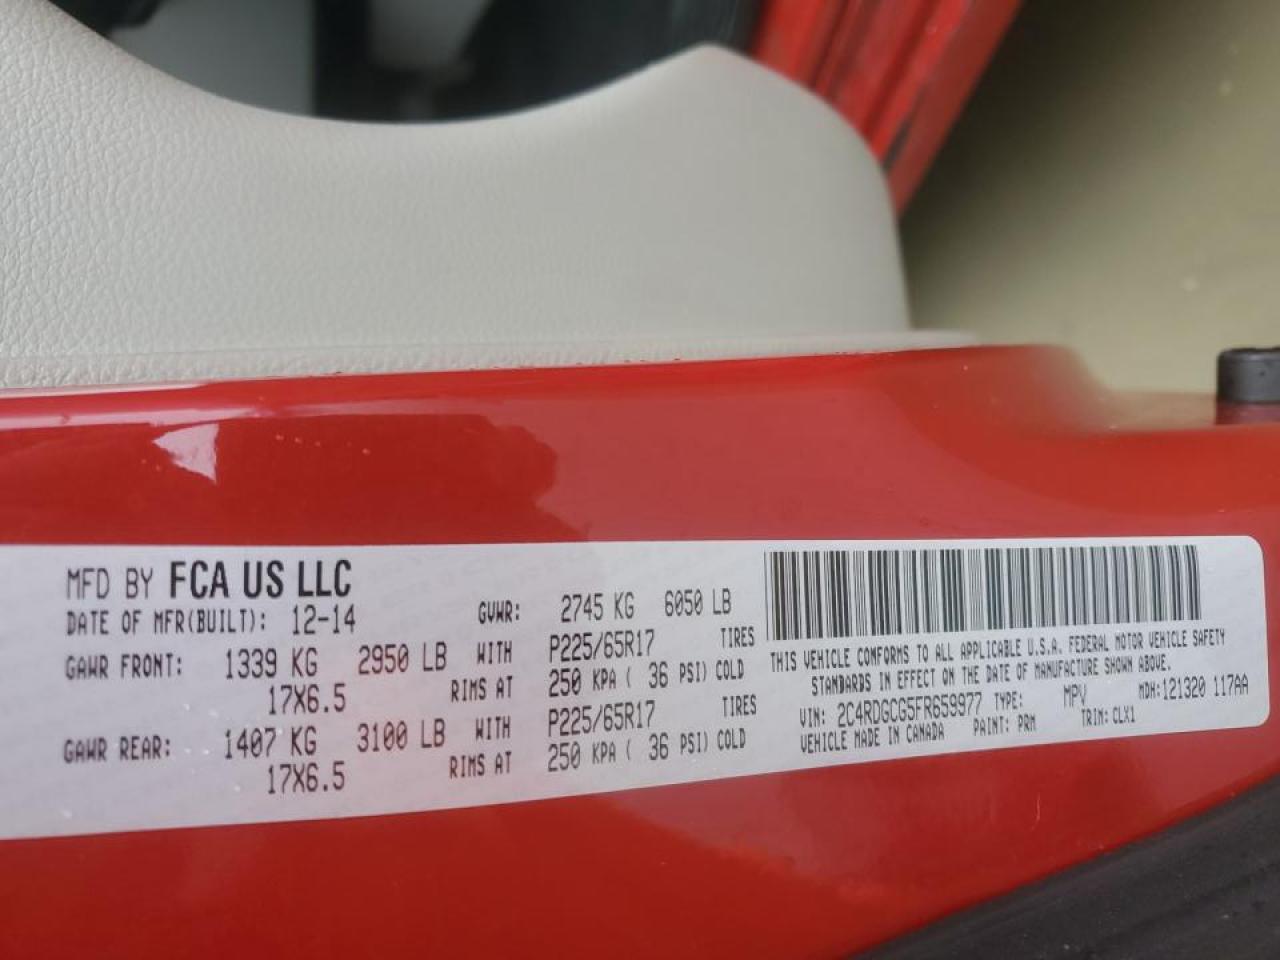 MFD BY FCA US LLC
DATE OF MFR(BUILT): 12-14 GVWR: 2745 KG 6050 LB
GAWR FRONT: 1339 KG 2950 LB WITH P225/65R17 TIRES
17X6.5 RIMS AT 250 KPA ( 36 PSI) COLD
GAWR REAR: 1407 KG 3100 LB WITH P225/65R17 TIRES
17X6.5 RIMS AT 250 KPA ( 36 PSI) COLD
THIS VEHICLE CONFORMS TO ALL APPLICABLE U.S.A. FEDERAL MOTOR VEHICLE SAFETY
STANDARDS IN EFFECT ON THE DATE OF MANUFACTURE SHOWN ABOVE.
VIN: 2C4RDGCG5FR659977 TYPE: MPV MDH:121320 117AA
VEHICLE MADE IN CANADA PAINT: PRM TRIM: CLX1